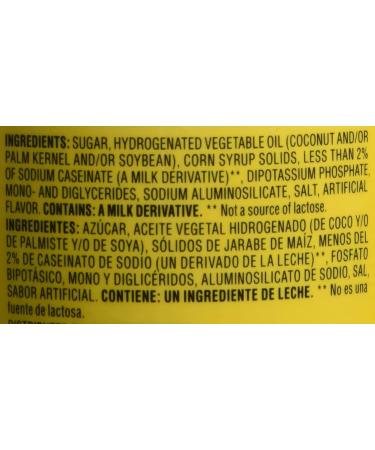 INGREDIENTS: SUGAR, HYDROGENATED VEGETABLE OIL (COCONUT AND/OR
PALM KERNEL AND/OR SOYBEAN), CORN SYRUP SOLIDS, LESS THAN 2%
OF SODIUM CASEINATE (A MILK DERIVATIVE)**, DIPOTASSIUM PHOSPHATE,
MONO- AND DIGLYCERIDES, SODIUM ALUMINOSILICATE, SALT, ARTIFICIAL
FLAVOR. CONTAINS: A MILK DERIVATIVE. ** Not a source of lactose.
INGREDIENTES: AZÚCAR, ACEITE VEGETAL HIDROGENADO (DE COCO Y/O
DE PALMISTE Y/O DE SOYA), SÓLIDOS DE JARABE DE MAÍZ, MENOS DEL
2% DE CASEINATO DE SODIO (UN DERIVADO DE LA LECHE)**, FOSFATO
BIPOTÁSICO, MONO Y DIGLICÉRIDOS, ALUMINOSILICATO DE SODIO, SAL,
SABOR ARTIFICIAL. CONTIENE: UN INGREDIENTE DE LECHE. ** No es una
fuente de lactosa.